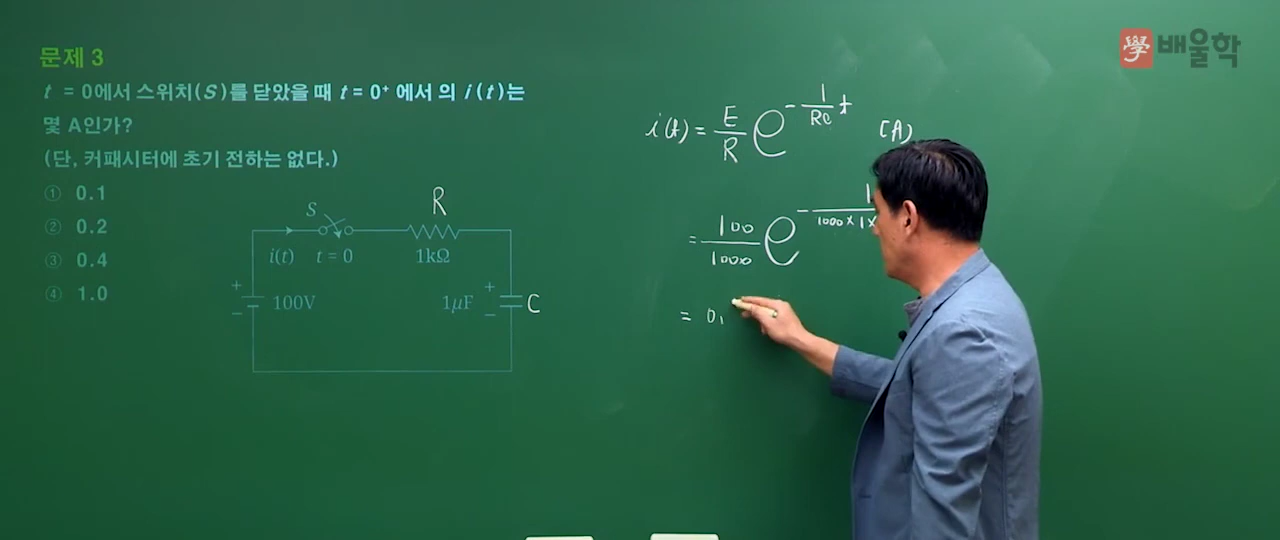 문제 3
t = 0에서 스위치(S)를 닫았을 때 t = 0⁺ 에서 의 i(t)는
몇 A인가?
(단, 커패시터에 초기 전하는 없다.)
① 0.1
② 0.2
③ 0.4
④ 1.0
S
R
i(t) t = 0
1kΩ
+
−
100V
1μF
+
−
C
學 배울학
i(t) = E/R e^{-1/RC t} [A]
= 100/1000 e^{-1/1000×1×
= 0.